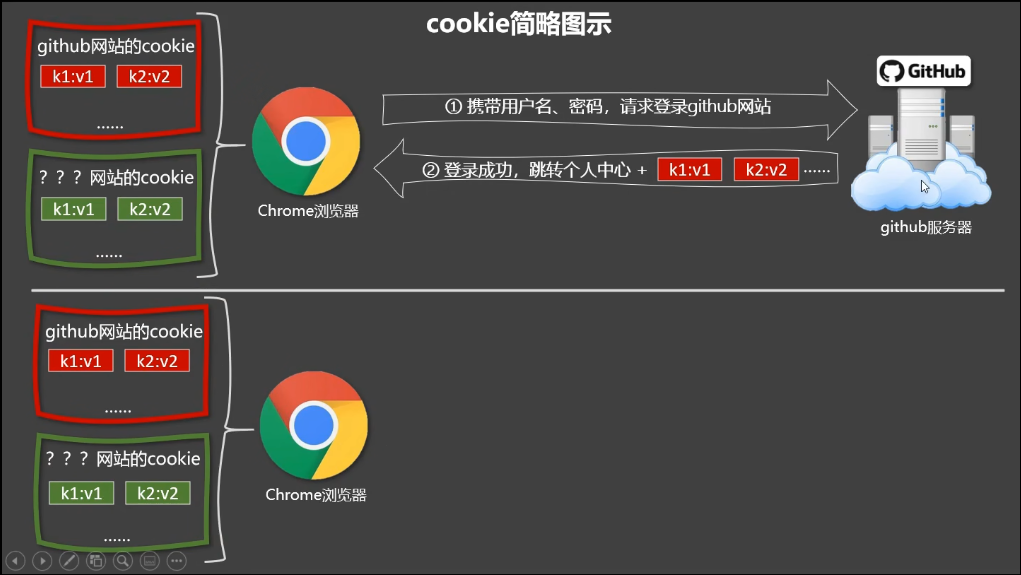 cookie简略图示
github网站的cookie
k1:v1 k2:v2
......
？？？网站的cookie
k1:v1 k2:v2
......
Chrome浏览器
① 携带用户名、密码，请求登录github网站
② 登录成功，跳转个人中心 + k1:v1 k2:v2 ......
GitHub
github服务器
github网站的cookie
k1:v1 k2:v2
......
？？？网站的cookie
k1:v1 k2:v2
......
Chrome浏览器